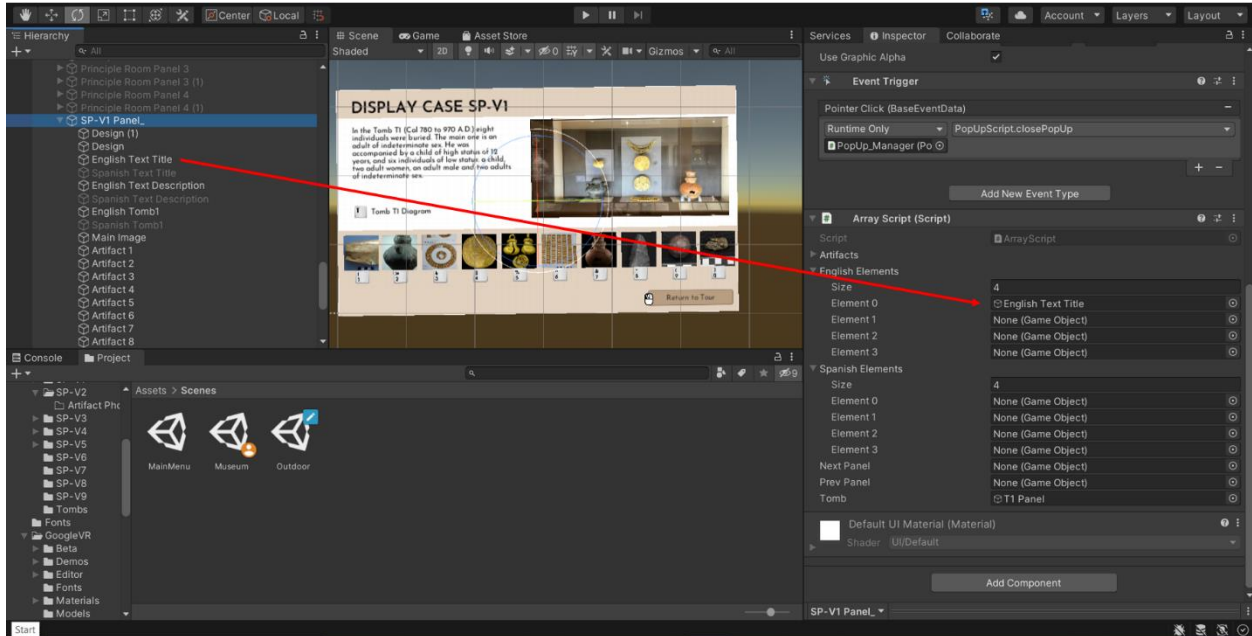 Center Local
Account Layers Layout
Hierarchy
All
Principle Room Panel 3
Principle Room Panel 3 (1)
Principle Room Panel 4
Principle Room Panel 4 (1)
SP-V1 Panel_
Design (1)
Design
English Text Title
Spanish Text Title
English Text Description
Spanish Text Description
English Tomb1
Spanish Tomb1
Main Image
Artifact 1
Artifact 2
Artifact 3
Artifact 4
Artifact 5
Artifact 6
Artifact 7
Artifact 8
Scene Game Asset Store
Shaded 2D 0 Gizmos All
DISPLAY CASE SP-V1
In the Tomb T1 (Cal 780 to 970 A.D.) eight
individuals were buried. The main one is an
adult of indeterminate sex. He was
accompanied by a child of high status of 12
years, and six individuals of low status: a child,
two adult women, an adult male and two adults
of indeterminate sex.
Tomb T1 Diagram
1 2 3 4 5 6 7 8 9
Return to Tour
Services Inspector Collaborate
Use Graphic Alpha
Event Trigger
Pointer Click (BaseEventData)
Runtime Only PopUpScript.closePopUp
PopUp_Manager (Po
Add New Event Type
Array Script (Script)
Script ArrayScript
Artifacts
English Elements
Size 4
Element 0 English Text Title
Element 1 None (Game Object)
Element 2 None (Game Object)
Element 3 None (Game Object)
Spanish Elements
Size 4
Element 0 None (Game Object)
Element 1 None (Game Object)
Element 2 None (Game Object)
Element 3 None (Game Object)
Next Panel None (Game Object)
Prev Panel None (Game Object)
Tomb T1 Panel
Default UI Material (Material)
Shader UI/Default
Add Component
SP-V1 Panel_
Console Project
9
SP-V2
Artifact Phc
SP-V3
SP-V4
SP-V5
SP-V6
SP-V7
SP-V8
SP-V9
Tombs
Fonts
GoogleVR
Beta
Demos
Editor
Fonts
Materials
Models
Assets > Scenes
MainMenu Museum Outdoor
Start